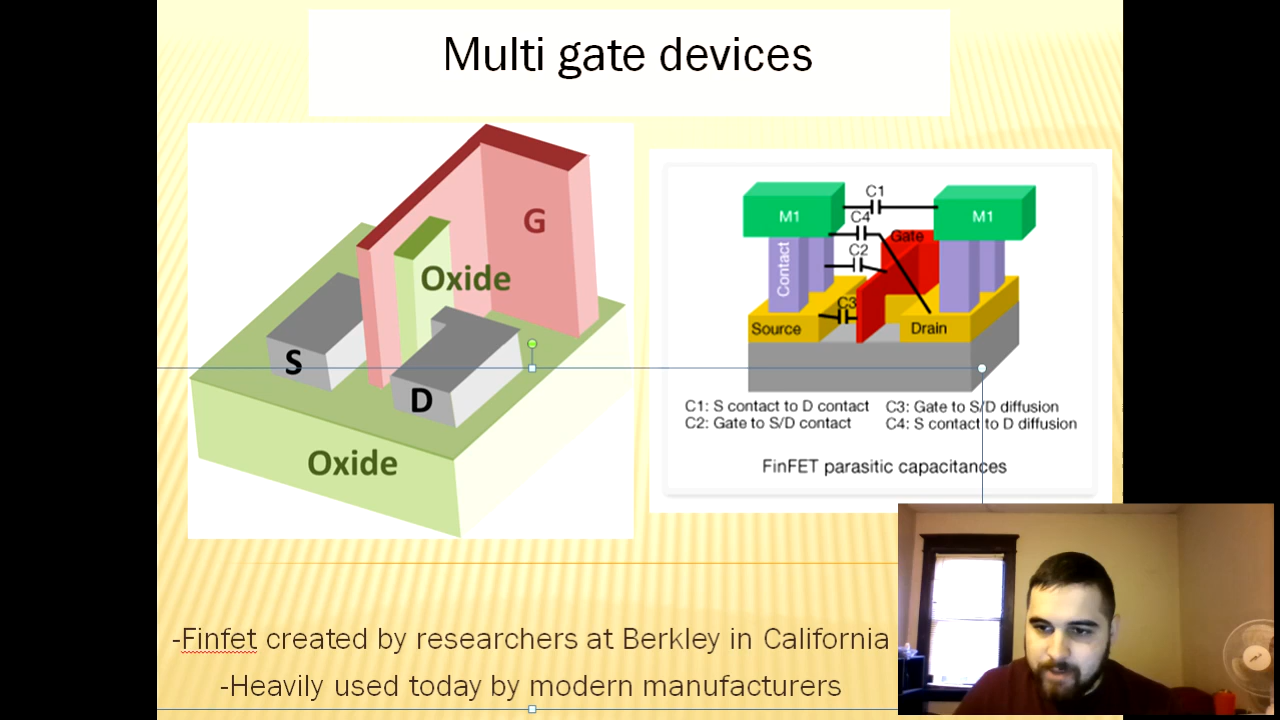 Multi gate devices
G
Oxide
S
D
Oxide
C1
M1
M1
C4
Gate
C2
Contact
C3
Source
Drain
C1: S contact to D contact C3: Gate to S/D diffusion
C2: Gate to S/D contact C4: S contact to D diffusion
FinFET parasitic capacitances
-Finfet created by researchers at Berkley in California
-Heavily used today by modern manufacturers